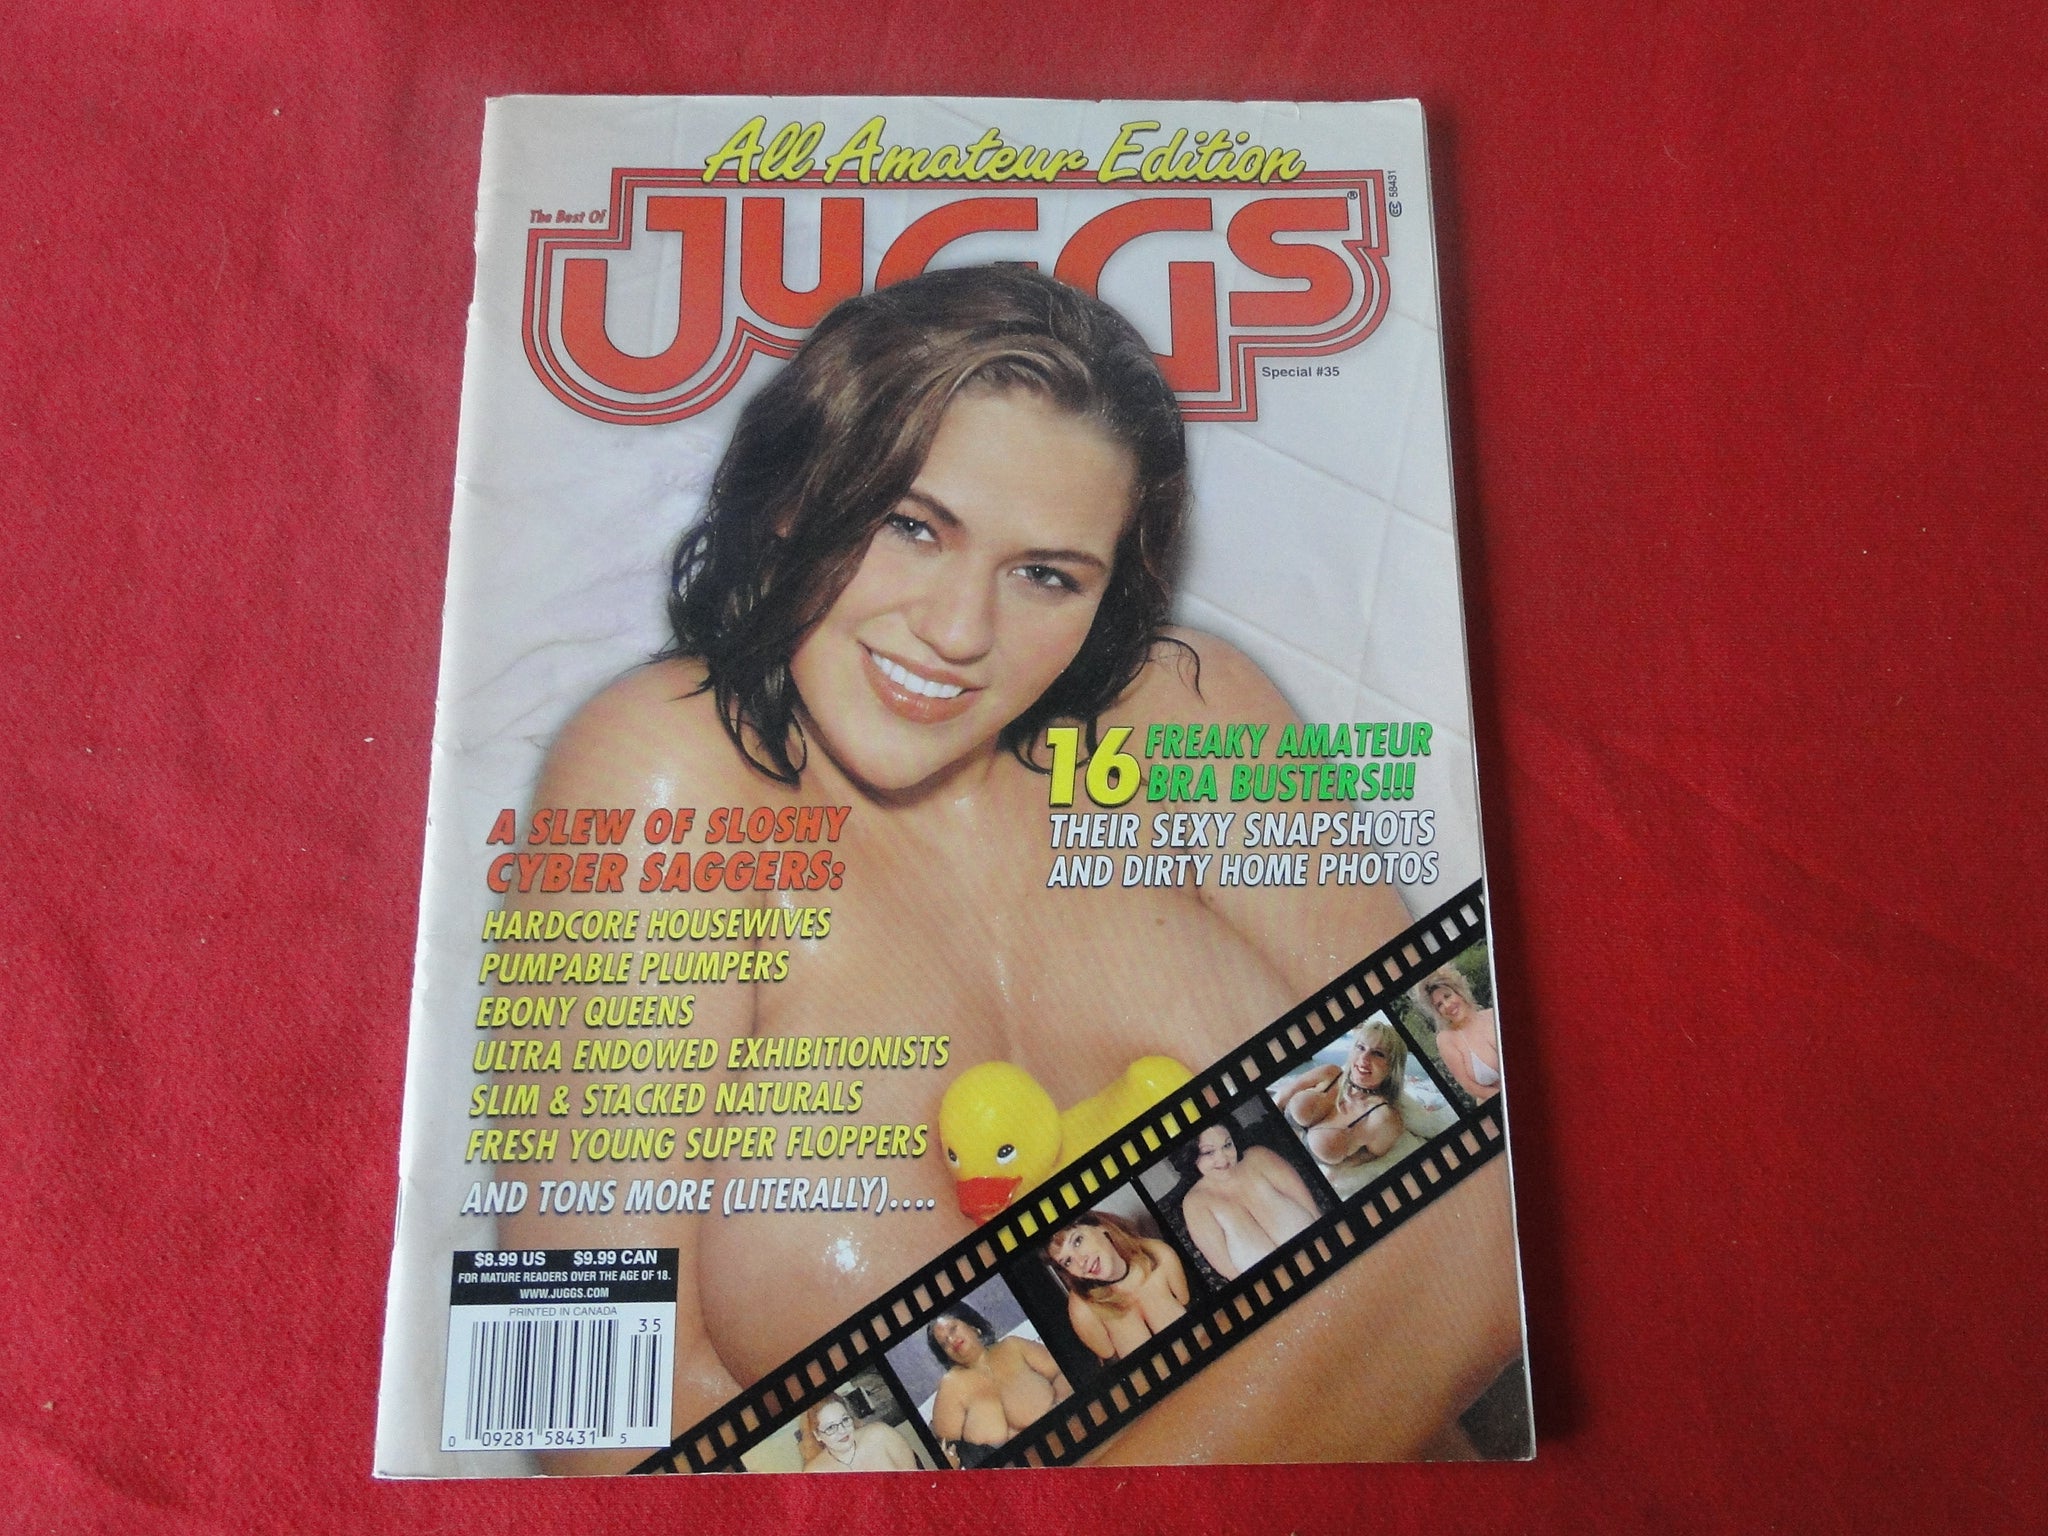 All Amateur Edition
The Best Of
JUGGS®
58431
Special #35
16 FREAKY AMATEUR
BRA BUSTERS!!!
THEIR SEXY SNAPSHOTS
AND DIRTY HOME PHOTOS
A SLEW OF SLOSHY
CYBER SAGGERS:
HARDCORE HOUSEWIVES
PUMPABLE PLUMPERS
EBONY QUEENS
ULTRA ENDOWED EXHIBITIONISTS
SLIM & STACKED NATURALS
FRESH YOUNG SUPER FLOPPERS
AND TONS MORE (LITERALLY)....
$8.99 US $9.99 CAN
FOR MATURE READERS OVER THE AGE OF 18.
WWW.JUGGS.COM
PRINTED IN CANADA
35
0 09281 58431 5